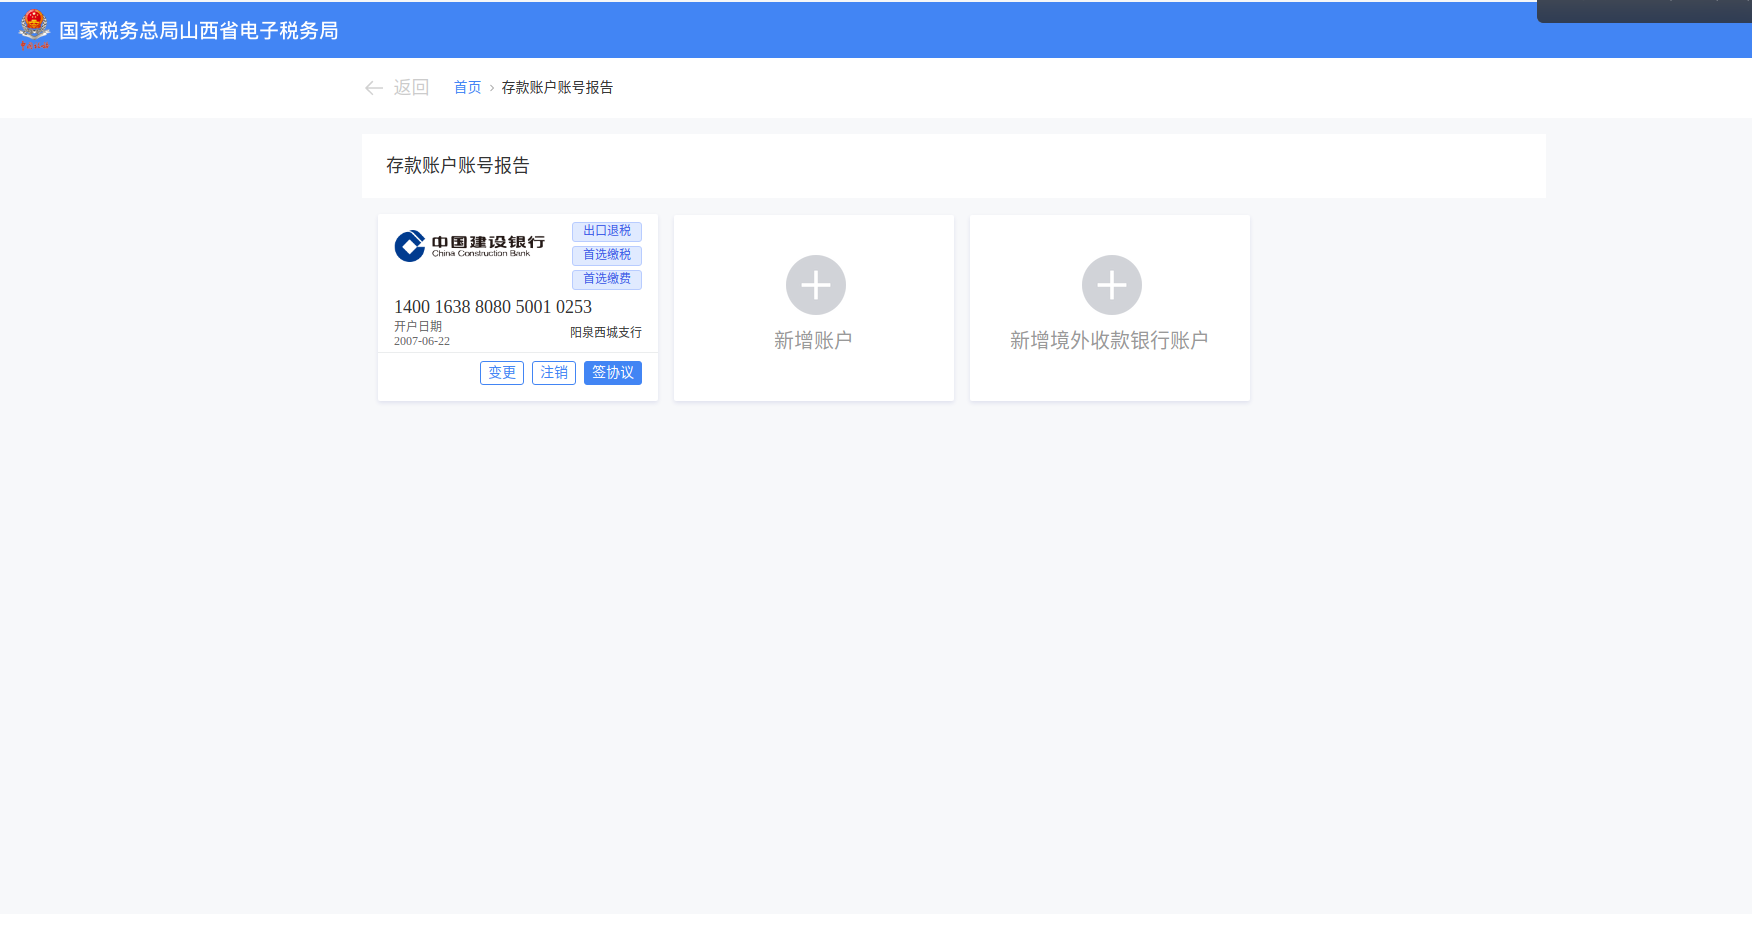 国家税务总局山西省电子税务局
返回 首页 存款账户账号报告
存款账户账号报告
中国建设银行
China Construction Bank
出口退税
首选缴税
首选缴费
1400 1638 8080 5001 0253
开户日期
2007-06-22
阳泉西城支行
变更 注销 签协议
新增账户
新增境外收款银行账户